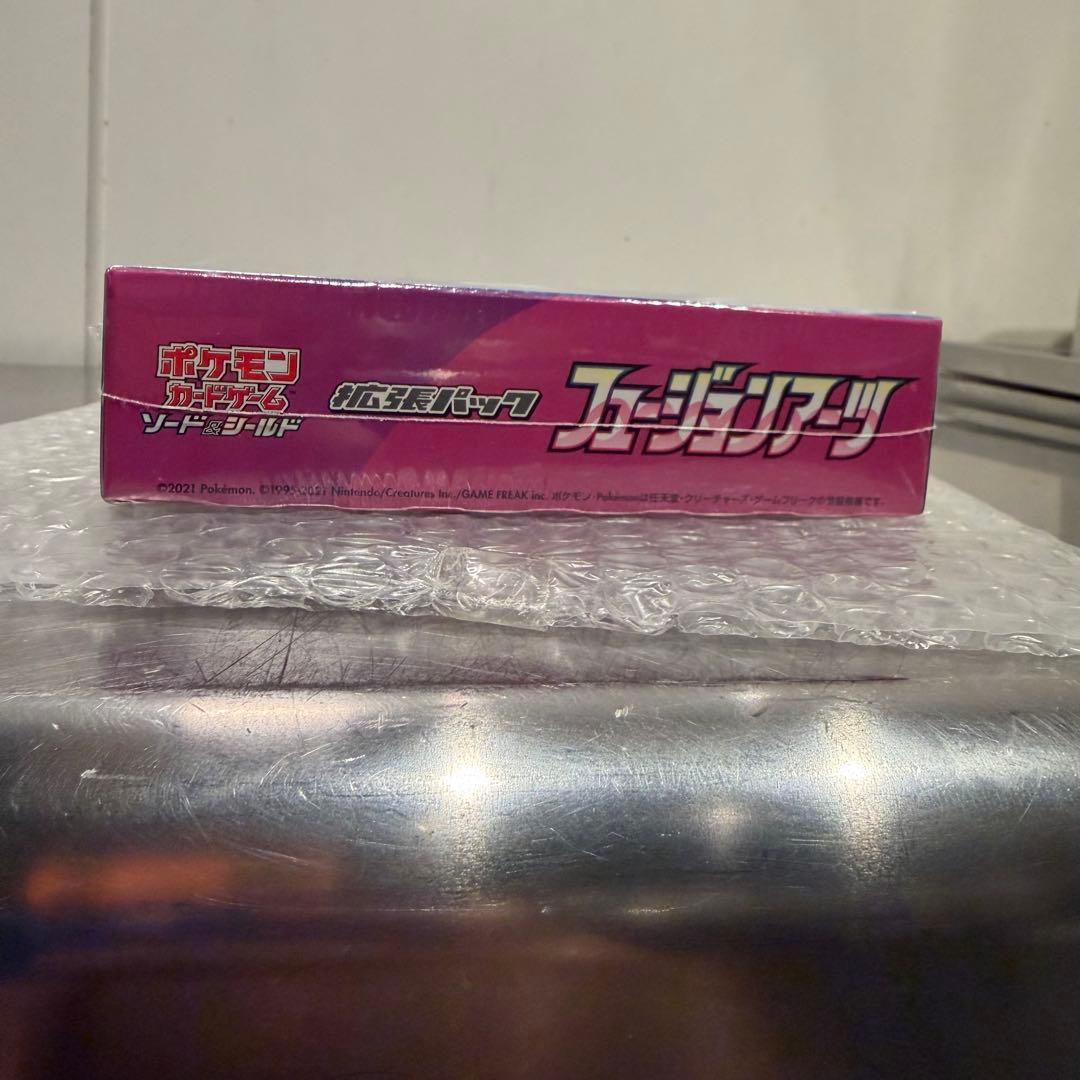 ポケモン
カードゲーム
ソード&シールド
拡張パック
フュージョンアーツ
©2021 Pokémon. ©1995-2021 Nintendo/Creatures Inc./GAME FREAK inc. ポケモン・Pokémonは任天堂・クリーチャーズ・ゲームフリークの登録商標です。